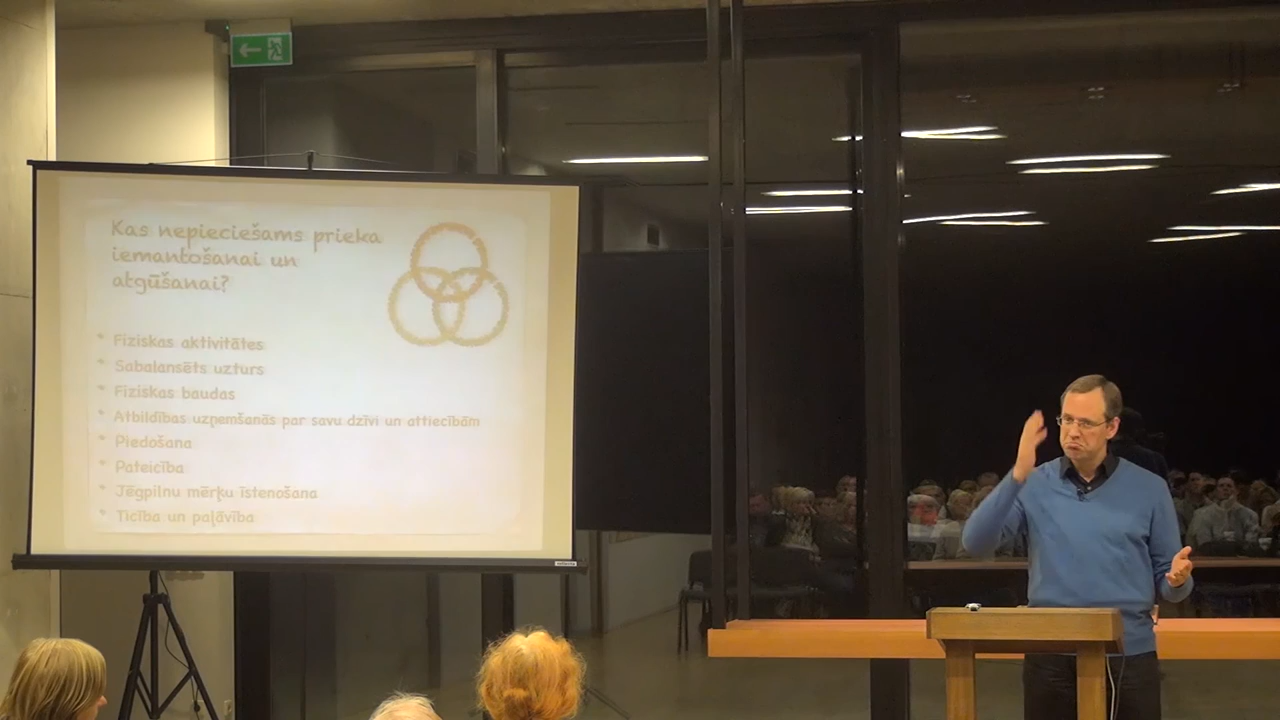 Kas nepieciešams prieka
iemantošanai un
atgūšanai?
* Fiziskas aktivitātes
* Sabalansēts uzturs
* Fiziskas baudas
* Atbildības uzņemšanās par savu dzīvi un attiecībām
* Piedošana
* Pateicība
* Jēgpilnu mērķu īstenošana
* Ticība un paļāvība